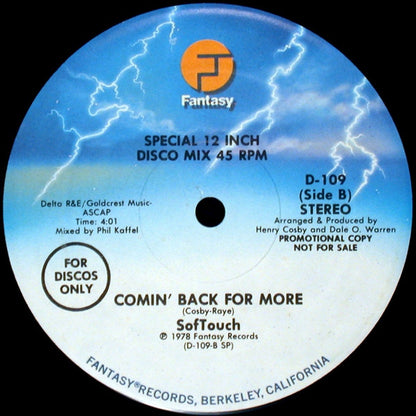 Fantasy
SPECIAL 12 INCH
DISCO MIX 45 RPM
D-109
(Side B)
STEREO
Arranged & Produced by
Henry Cosby and Dale O. Warren
PROMOTIONAL COPY
NOT FOR SALE
Delto R&E/Goldcrest Music-
ASCAP
Time: 4:01
Mixed by Phil Kaffel
FOR
DISCOS
ONLY
COMIN' BACK FOR MORE
(Cosby-Raye)
SofTouch
℗ 1978 Fantasy Records
(D-109-B SP)
FANTASY RECORDS, BERKELEY, CALIFORNIA